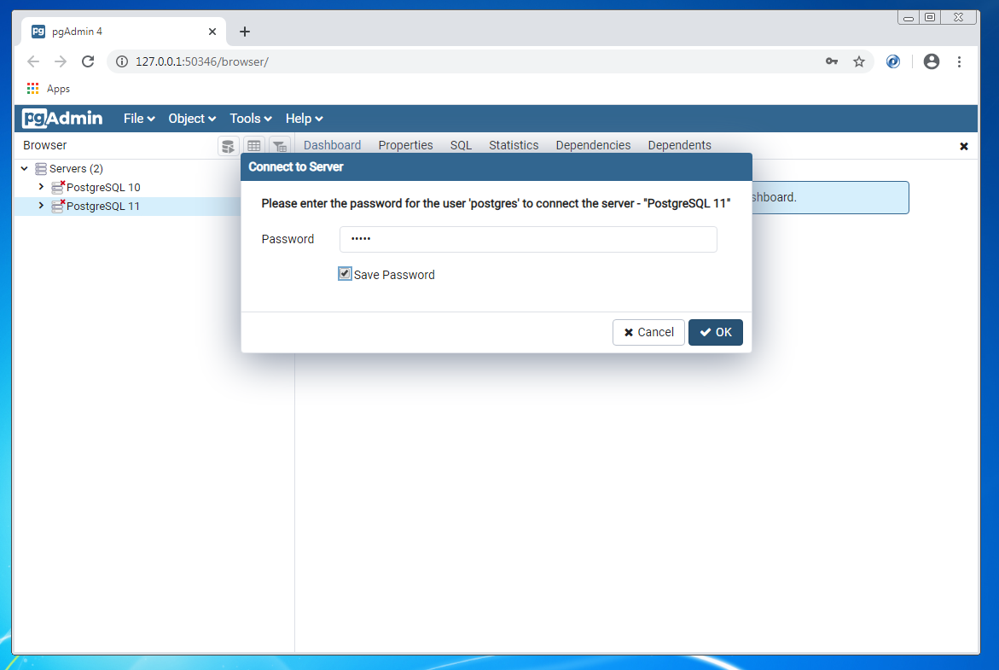 pgAdmin 4
127.0.0.1:50346/browser/
Apps
pgAdmin File Object Tools Help
Browser Dashboard Properties SQL Statistics Dependencies Dependents
Servers (2)
PostgreSQL 10
PostgreSQL 11
Connect to Server
shboard.
Please enter the password for the user 'postgres' to connect the server - "PostgreSQL 11"
Password •••••
Save Password
Cancel OK